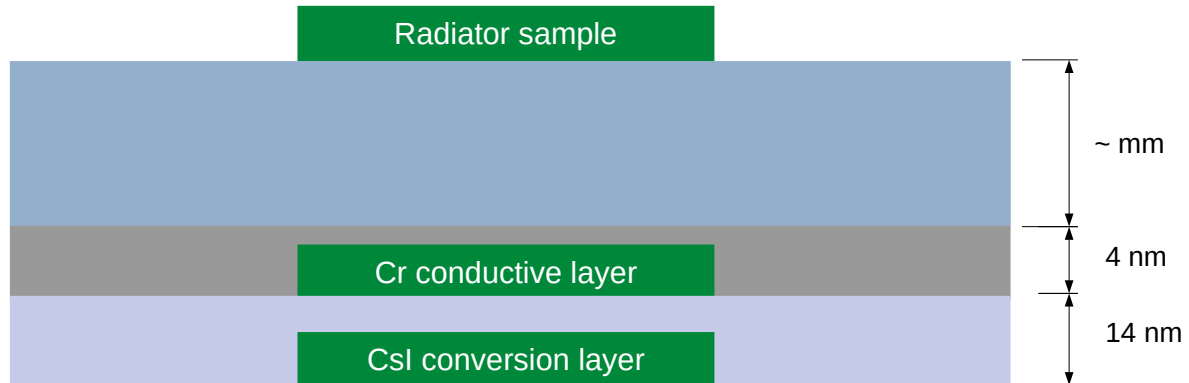 Radiator sample
~ mm
Cr conductive layer
4 nm
CsI conversion layer
14 nm